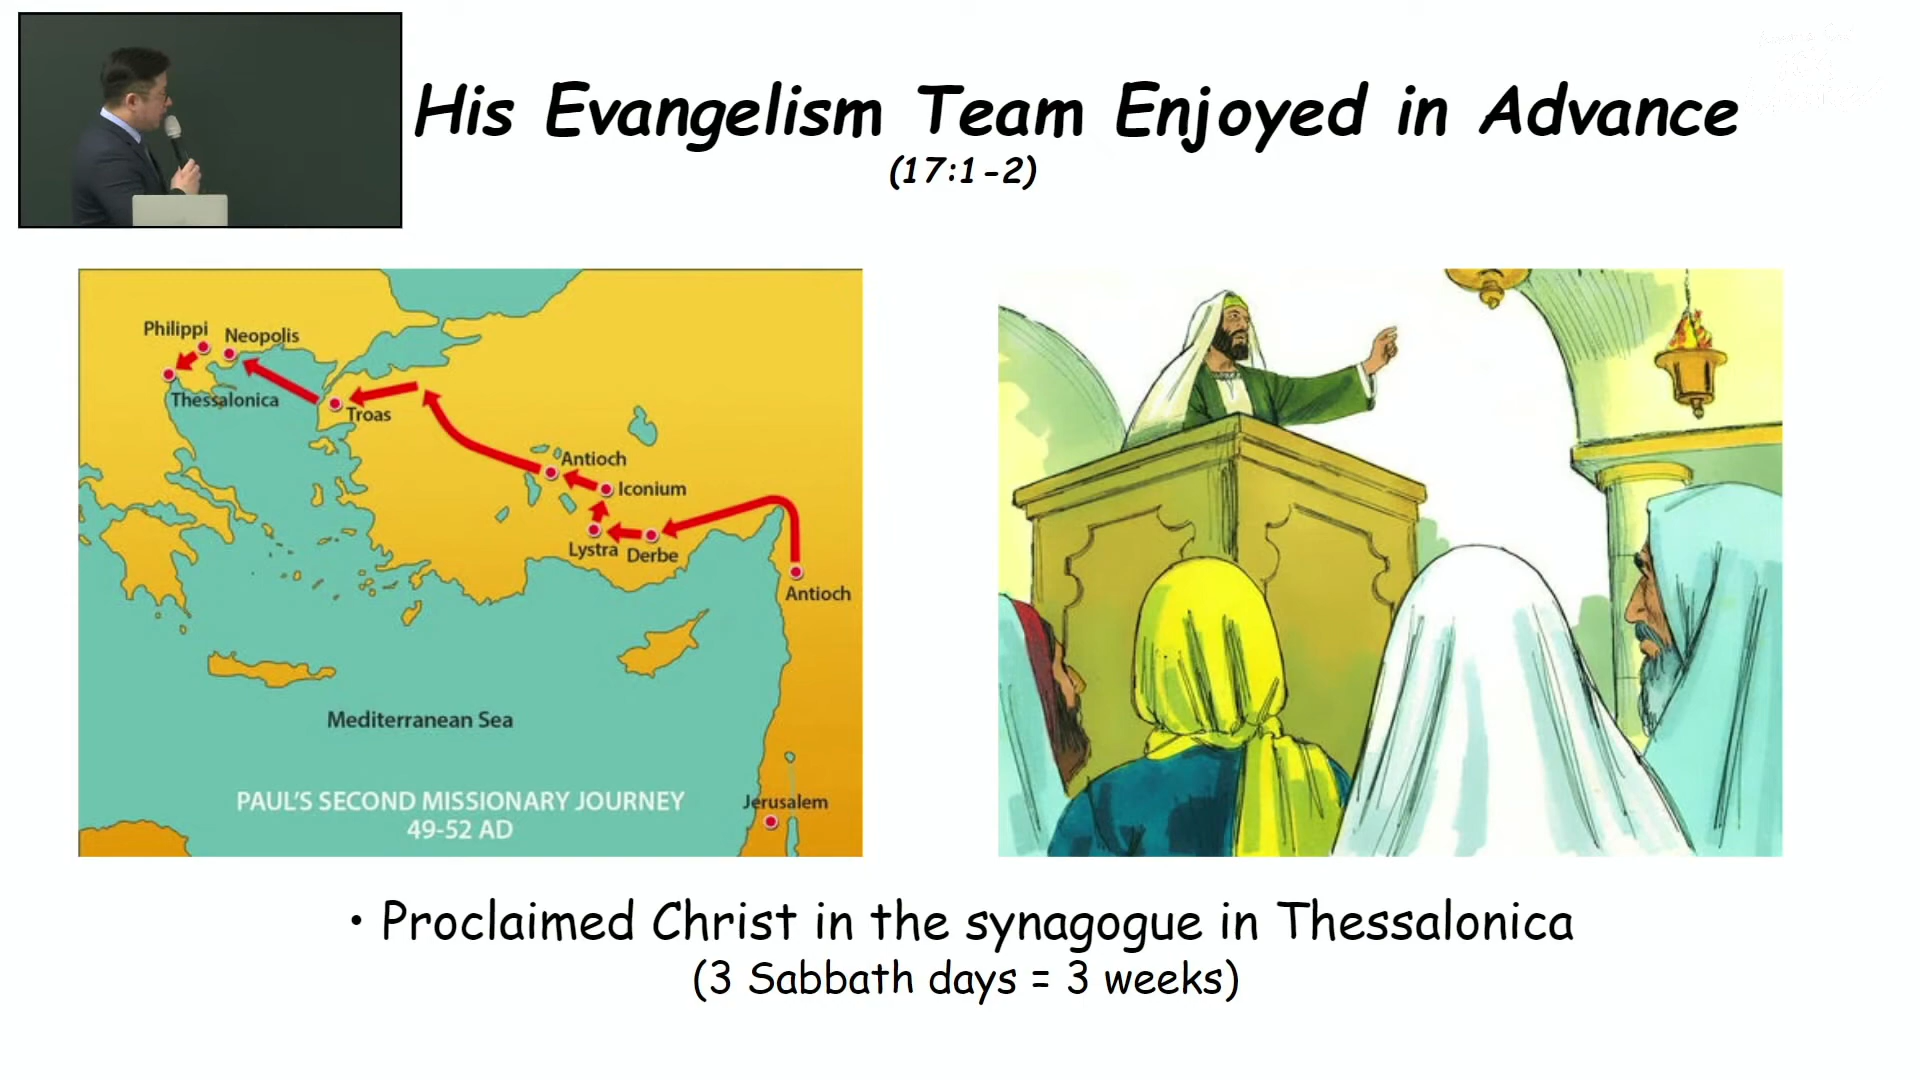 His Evangelism Team Enjoyed in Advance
(17:1-2)
Philippi
Neopolis
Thessalonica
Troas
Antioch
Iconium
Lystra
Derbe
Antioch
Mediterranean Sea
PAUL'S SECOND MISSIONARY JOURNEY
49-52 AD
Jerusalem
• Proclaimed Christ in the synagogue in Thessalonica
(3 Sabbath days = 3 weeks)